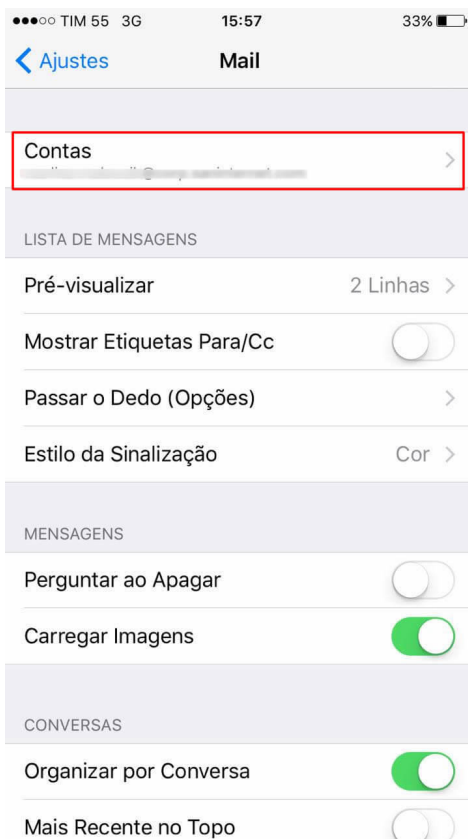 TIM 55 3G 15:57 33%
Ajustes Mail
Contas
LISTA DE MENSAGENS
Pré-visualizar 2 Linhas
Mostrar Etiquetas Para/Cc
Passar o Dedo (Opções)
Estilo da Sinalização Cor
MENSAGENS
Perguntar ao Apagar
Carregar Imagens
CONVERSAS
Organizar por Conversa
Mais Recente no Topo